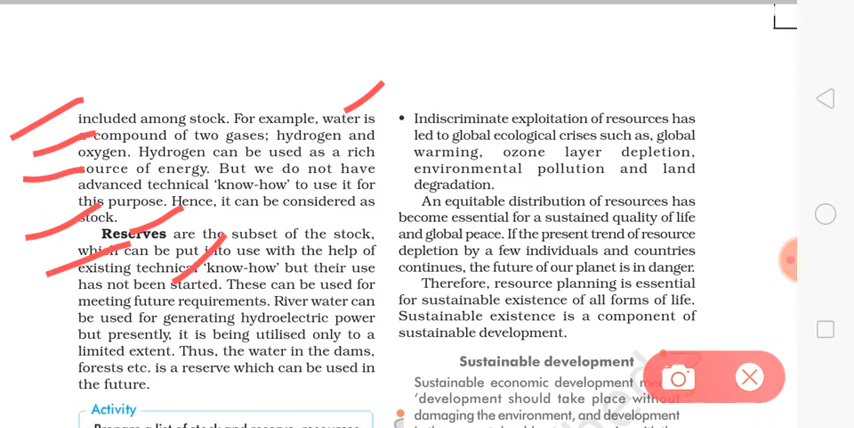 included among stock. For example, water is
a compound of two gases; hydrogen and
oxygen. Hydrogen can be used as a rich
source of energy. But we do not have
advanced technical 'know-how' to use it for
this purpose. Hence, it can be considered as
stock.
Reserves are the subset of the stock,
which can be put into use with the help of
existing technical 'know-how' but their use
has not been started. These can be used for
meeting future requirements. River water can
be used for generating hydroelectric power
but presently, it is being utilised only to a
limited extent. Thus, the water in the dams,
forests etc. is a reserve which can be used in
the future.
Activity
Prepare a list of stock and reserve resources
• Indiscriminate exploitation of resources has
led to global ecological crises such as, global
warming, ozone layer depletion,
environmental pollution and land
degradation.
An equitable distribution of resources has
become essential for a sustained quality of life
and global peace. If the present trend of resource
depletion by a few individuals and countries
continues, the future of our planet is in danger.
Therefore, resource planning is essential
for sustainable existence of all forms of life.
Sustainable existence is a component of
sustainable development.
Sustainable development
Sustainable economic development
'development should take place without
damaging the environment, and development